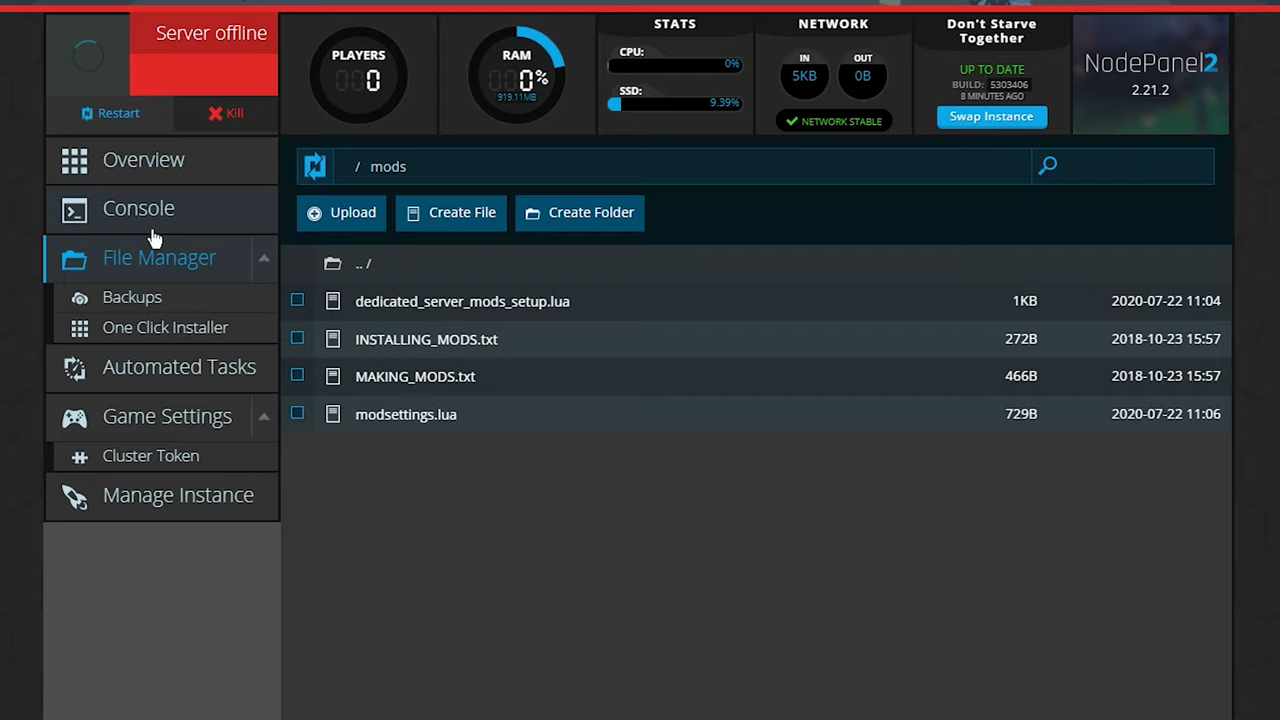 Server offline
Restart
Kill
PLAYERS
000
RAM
000%
919.11MB
STATS
CPU:
0%
SSD:
9.39%
NETWORK
IN
5KB
OUT
0B
NETWORK STABLE
Don't Starve
Together
UP TO DATE
BUILD: 5303406
8 MINUTES AGO
Swap Instance
NodePanel2
2.21.2
Overview
Console
File Manager
Backups
One Click Installer
Automated Tasks
Game Settings
Cluster Token
Manage Instance
/ mods
Upload
Create File
Create Folder
.. /
dedicated_server_mods_setup.lua 1KB 2020-07-22 11:04
INSTALLING_MODS.txt 272B 2018-10-23 15:57
MAKING_MODS.txt 466B 2018-10-23 15:57
modsettings.lua 729B 2020-07-22 11:06